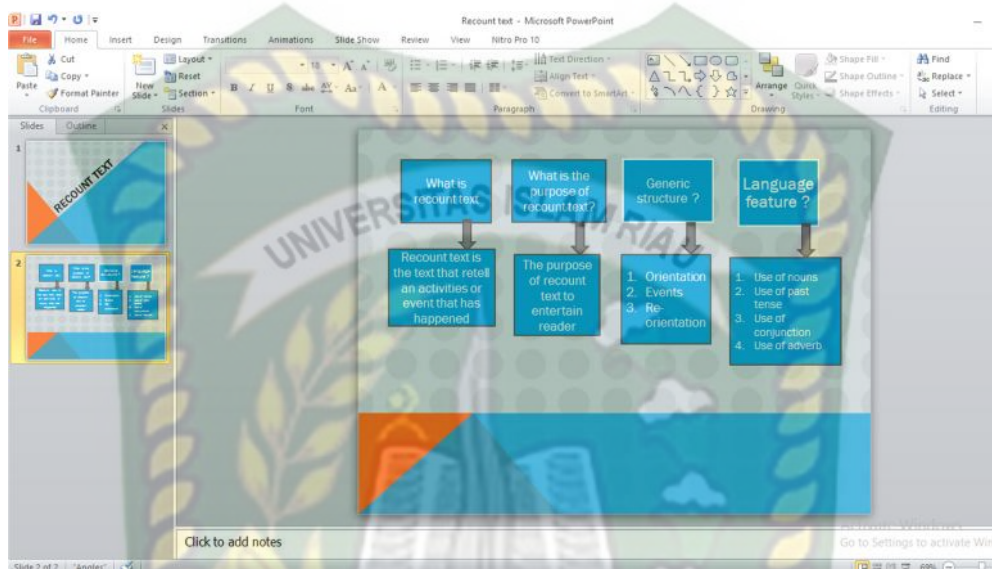 Recount text - Microsoft PowerPoint
File Home Insert Design Transitions Animations Slide Show Review View Nitro Pro 10
Cut
Copy
Format Painter
Paste
Clipboard
New Slide
Layout
Reset
Section
Slides
Font
Text Direction
Align Text
Convert to SmartArt
Paragraph
Arrange
Quick Styles
Shape Fill
Shape Outline
Shape Effects
Drawing
Find
Replace
Select
Editing
Slides Outline
1
RECOUNT TEXT
2
UNIVERSITAS ISLAM RIAU
What is
recount text
Recount text is
the text that retell
an activities or
event that has
happened
What is the
purpose of
recount text?
The purpose
of recount
text to
entertain
reader
Generic
structure ?
1. Orientation
2. Events
3. Re-
orientation
Language
feature ?
1. Use of nouns
2. Use of past
tense
3. Use of
conjunction
4. Use of adverb
Click to add notes
Activate Windows
Go to Settings to activate Win
Slide 2 of 2 "Angles" 69%